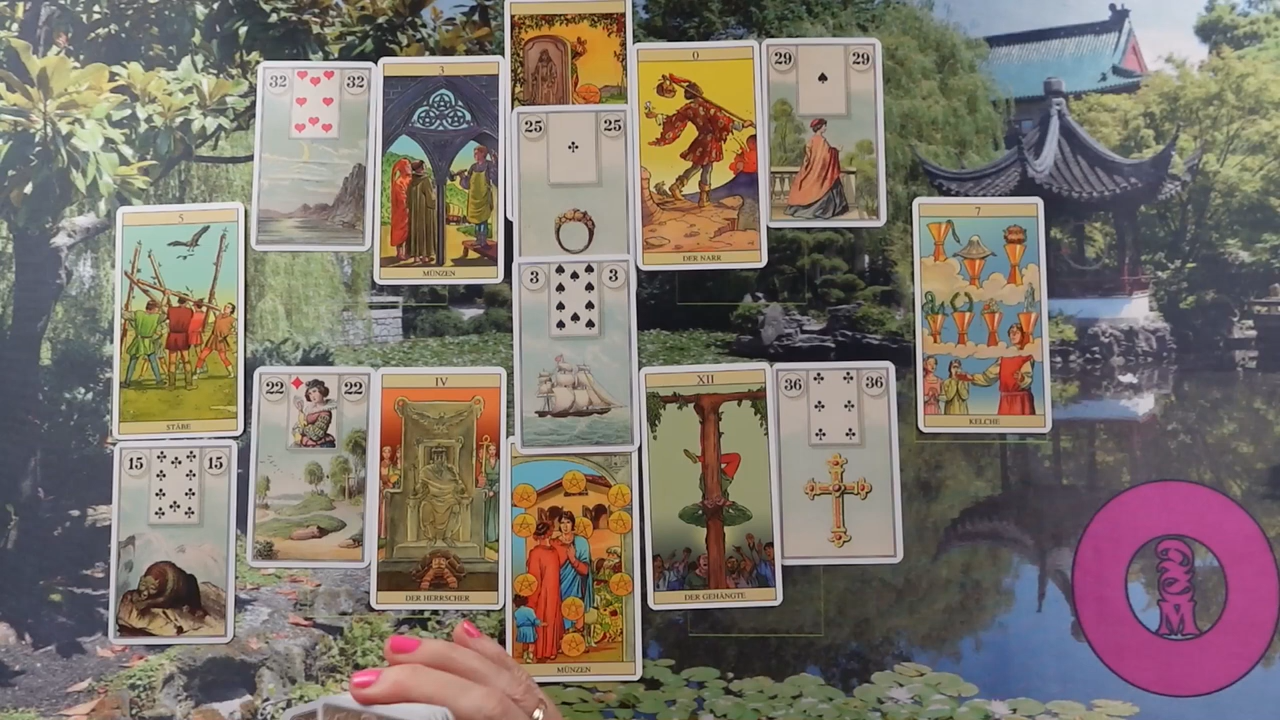 32 32
3
MÜNZEN
25 25
0
DER NARR
29 29
5
STÄBE
3 3
7
KELCHE
22 22
IV
DER HERRSCHER
XII
DER GEHÄNGTE
36 36
15 15
MÜNZEN